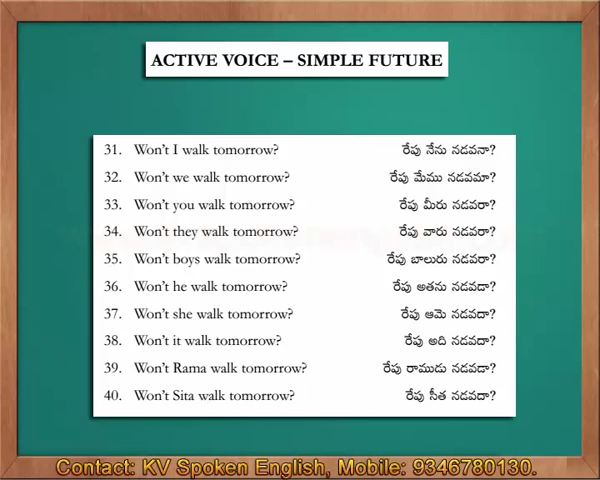 ACTIVE VOICE – SIMPLE FUTURE
31. Won't I walk tomorrow? రేపు నేను నడవనా?
32. Won't we walk tomorrow? రేపు మేము నడవమా?
33. Won't you walk tomorrow? రేపు మీరు నడవరా?
34. Won't they walk tomorrow? రేపు వారు నడవరా?
35. Won't boys walk tomorrow? రేపు బాలురు నడవరా?
36. Won't he walk tomorrow? రేపు అతను నడవడా?
37. Won't she walk tomorrow? రేపు ఆమె నడవదా?
38. Won't it walk tomorrow? రేపు అది నడవదా?
39. Won't Rama walk tomorrow? రేపు రాముడు నడవడా?
40. Won't Sita walk tomorrow? రేపు సీత నడవదా?
Contact: KV Spoken English, Mobile: 9346780130.